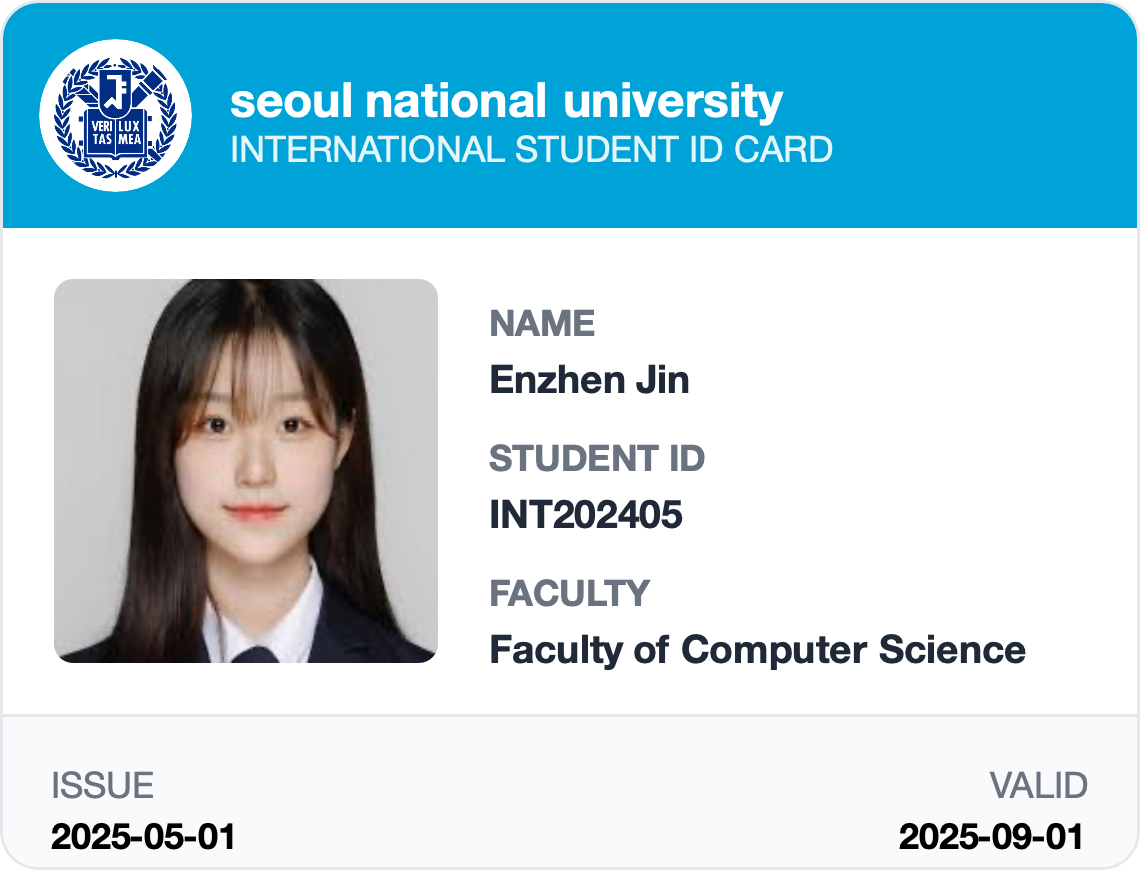 VERI LUX
TAS MEA
seoul national university
INTERNATIONAL STUDENT ID CARD
NAME
Enzhen Jin
STUDENT ID
INT202405
FACULTY
Faculty of Computer Science
ISSUE
2025-05-01
VALID
2025-09-01